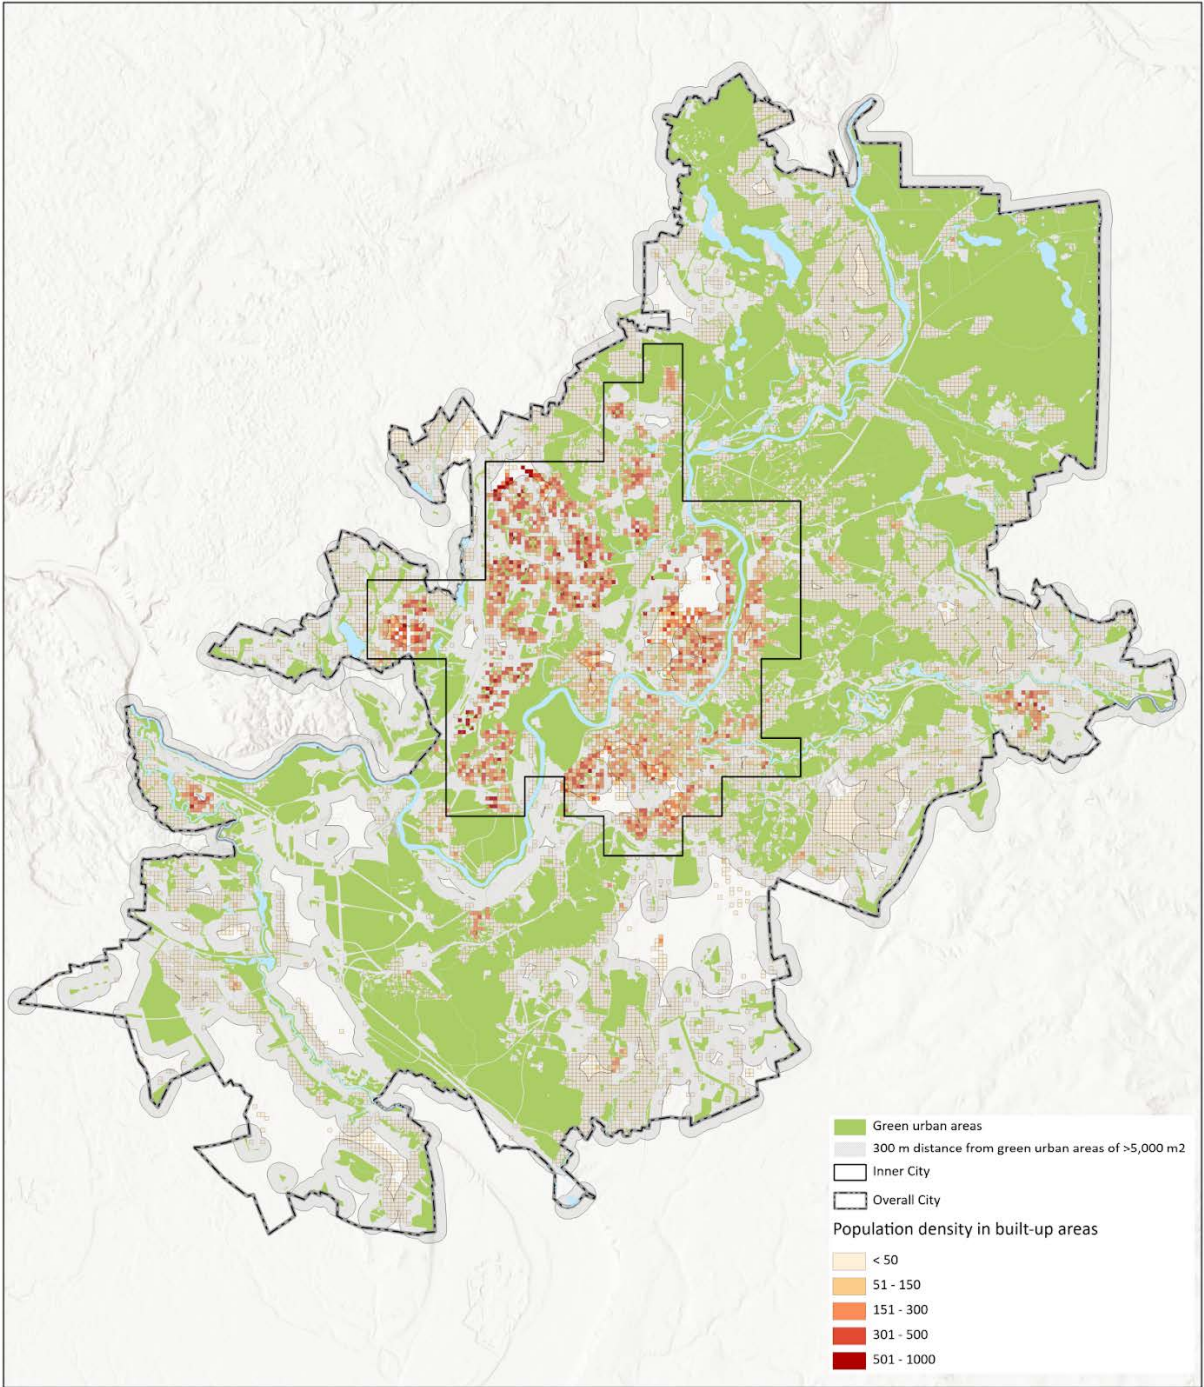 Green urban areas
300 m distance from green urban areas of >5,000 m2
Inner City
Overall City
Population density in built-up areas
< 50
51 - 150
151 - 300
301 - 500
501 - 1000